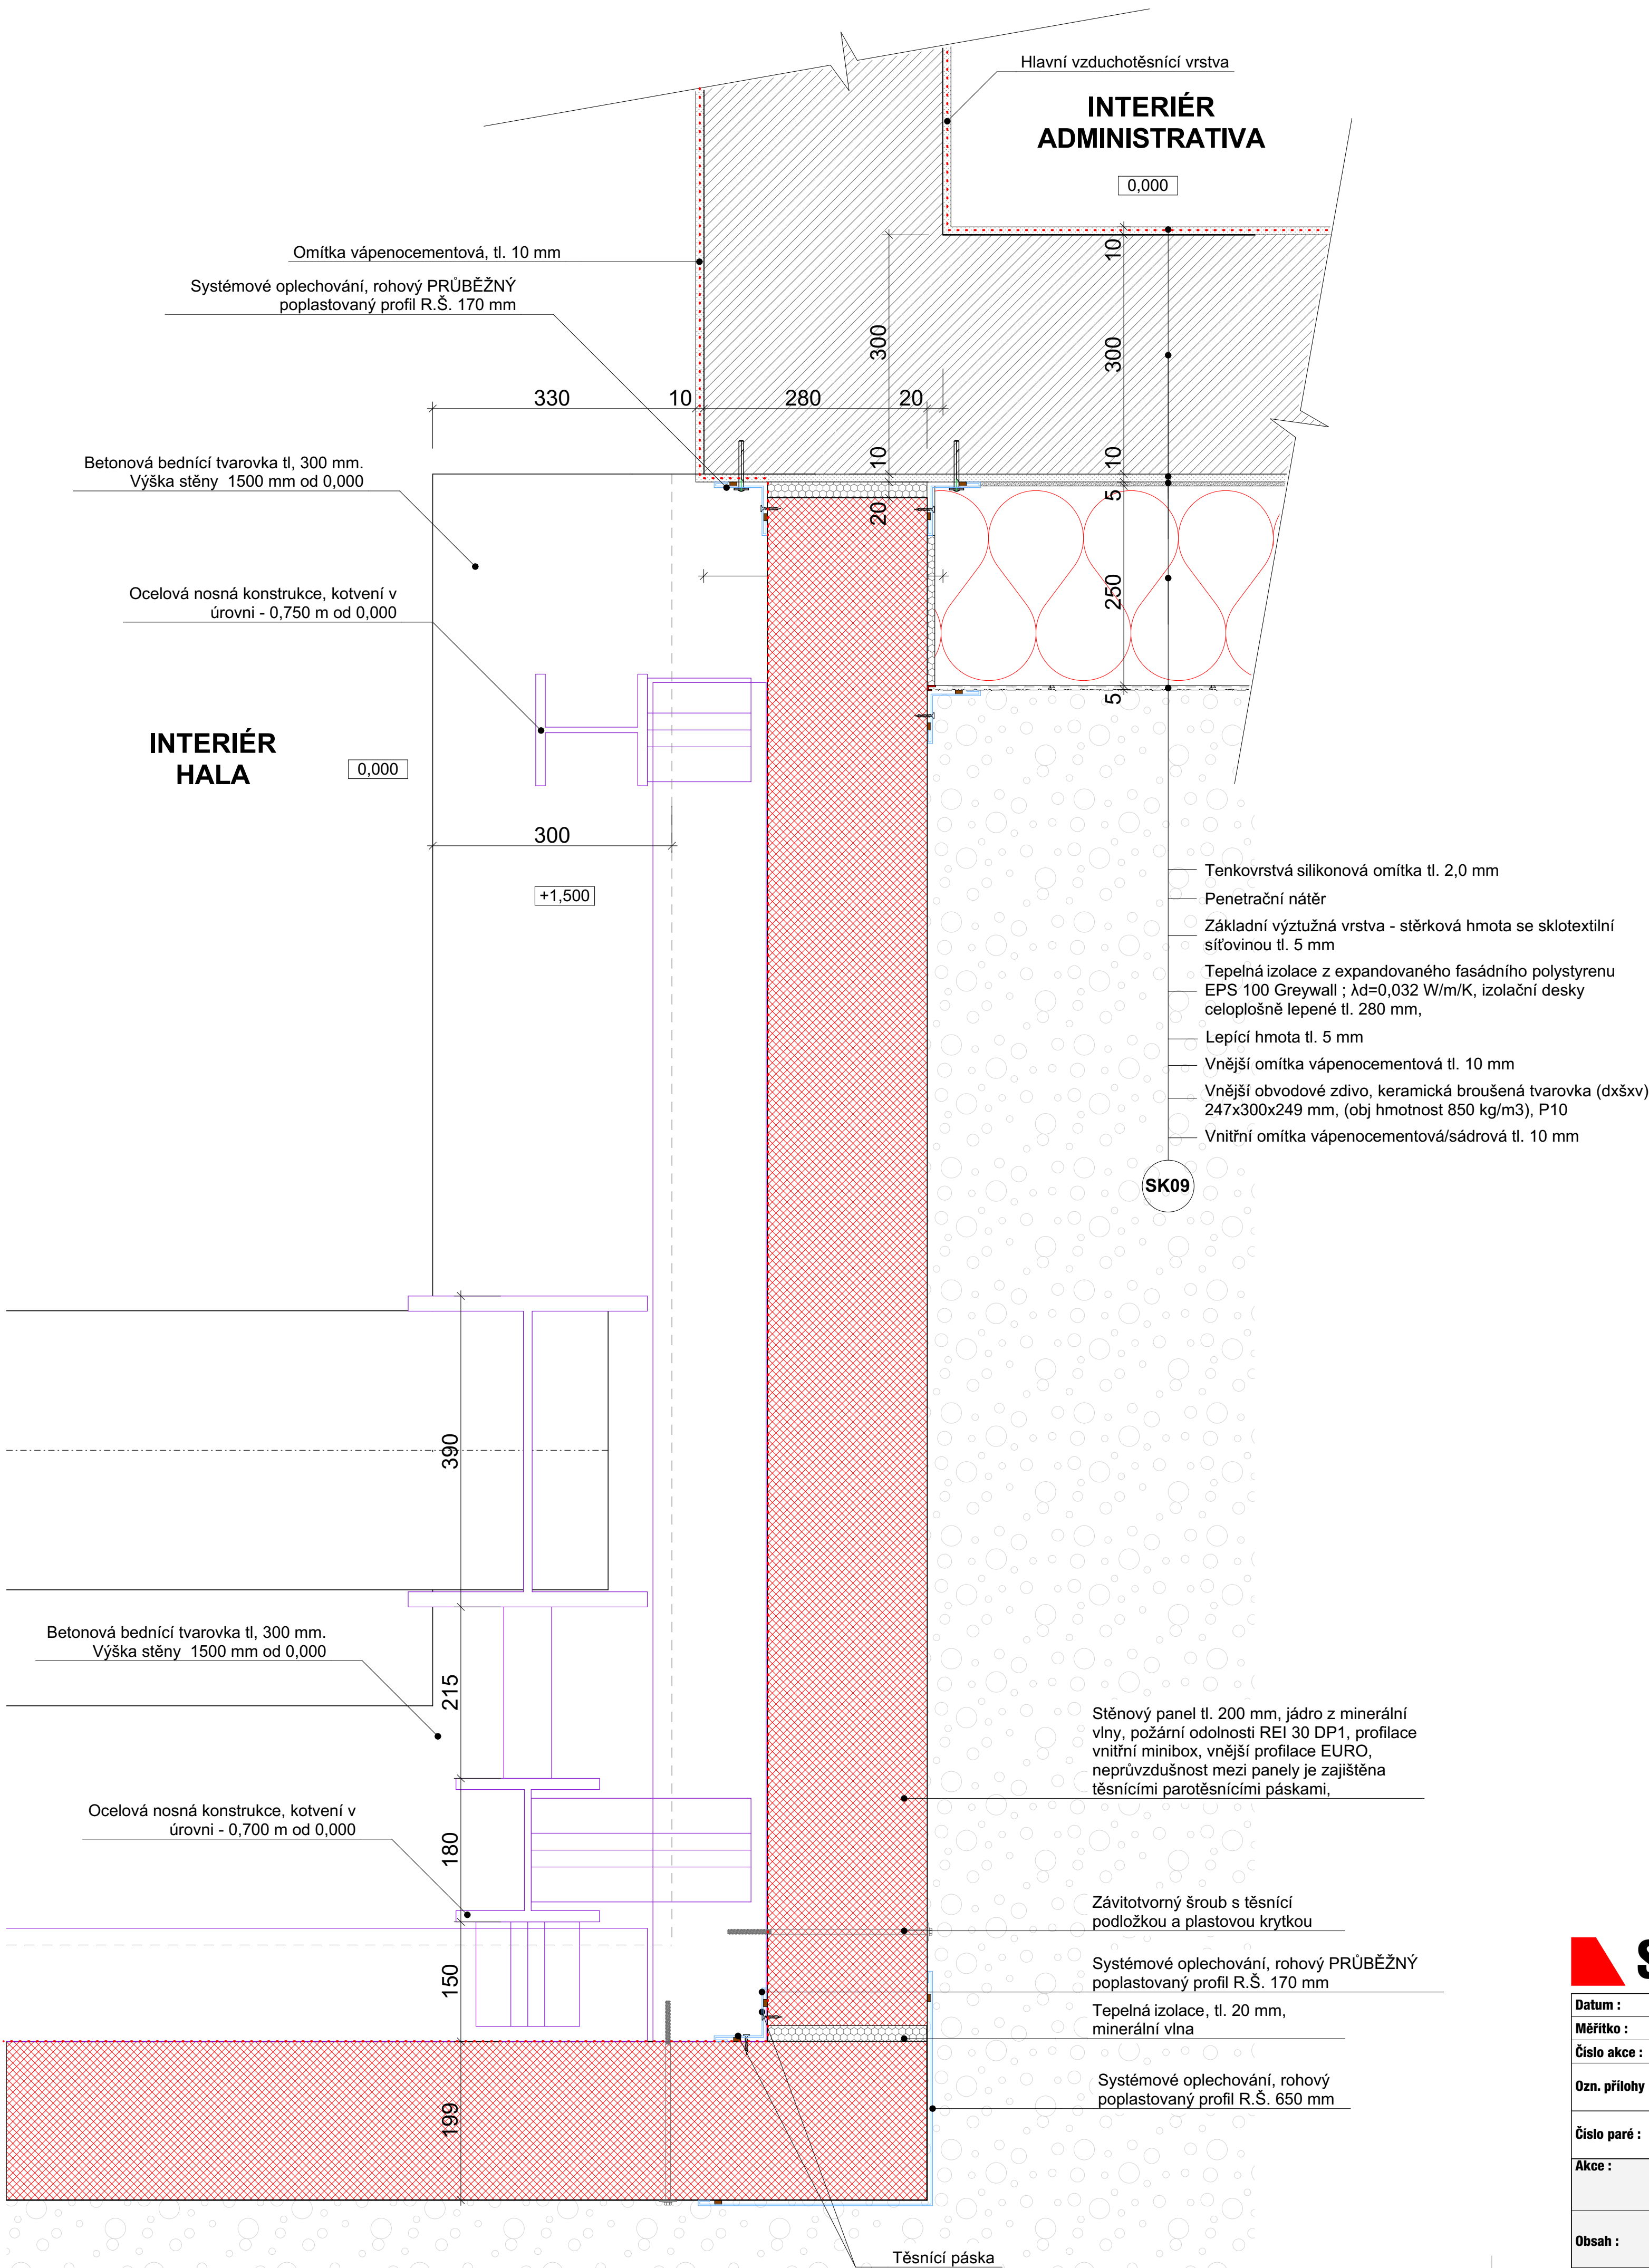 Hlavní vzduchotěsnící vrstva
INTERIÉR
ADMINISTRATIVA
0,000
Omítka vápenocementová, tl. 10 mm
Systémové oplechování, rohový PRŮBĚŽNÝ
poplastovaný profil R.Š. 170 mm
10
300
300
330
10
280
20
10
10
Betonová bednící tvarovka tl, 300 mm.
Výška stěny 1500 mm od 0,000
5
20
Ocelová nosná konstrukce, kotvení v
úrovni - 0,750 m od 0,000
250
5
INTERIÉR
HALA
0,000
300
+1,500
Tenkovrstvá silikonová omítka tl. 2,0 mm
Penetrační nátěr
Základní výztužná vrstva - stěrková hmota se sklotextilní
síťovinou tl. 5 mm
Tepelná izolace z expandovaného fasádního polystyrenu
EPS 100 Greywall ; λd=0,032 W/m/K, izolační desky
celoplošně lepené tl. 280 mm,
Lepící hmota tl. 5 mm
Vnější omítka vápenocementová tl. 10 mm
Vnější obvodové zdivo, keramická broušená tvarovka (dxšxv)
247x300x249 mm, (obj hmotnost 850 kg/m3), P10
Vnitřní omítka vápenocementová/sádrová tl. 10 mm
SK09
390
Betonová bednící tvarovka tl, 300 mm.
Výška stěny 1500 mm od 0,000
215
Stěnový panel tl. 200 mm, jádro z minerální
vlny, požární odolnosti REI 30 DP1, profilace
vnitřní minibox, vnější profilace EURO,
neprůvzdušnost mezi panely je zajištěna
těsnícími parotěsnícími páskami,
Ocelová nosná konstrukce, kotvení v
úrovni - 0,700 m od 0,000
180
Závitotvorný šroub s těsnící
podložkou a plastovou krytkou
150
Systémové oplechování, rohový PRŮBĚŽNÝ
poplastovaný profil R.Š. 170 mm
Tepelná izolace, tl. 20 mm,
minerální vlna
Systémové oplechování, rohový
poplastovaný profil R.Š. 650 mm
199
Těsnící páska
S
Datum :
Měřítko :
Číslo akce :
Ozn. přílohy
Číslo paré :
Akce :
Obsah :